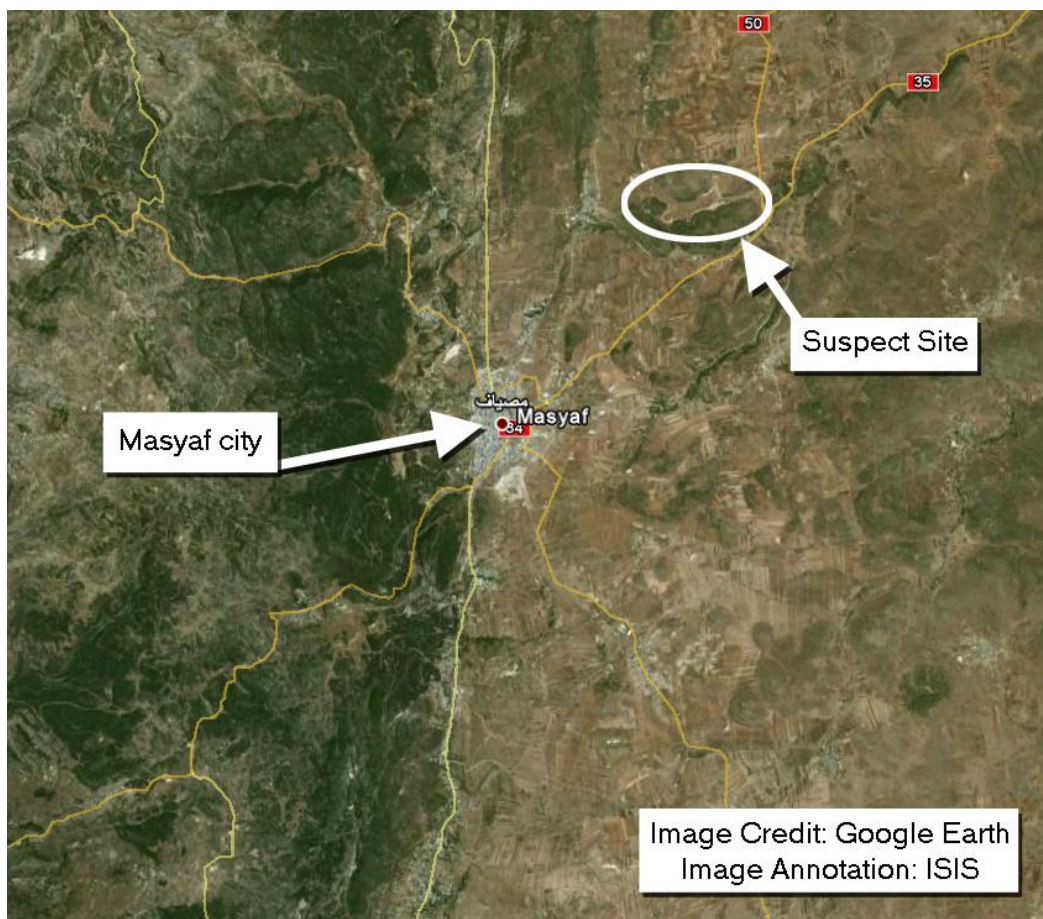 50
35
Suspect Site
مصياف
Masyaf
34
Masyaf city
Image Credit: Google Earth
Image Annotation: ISIS